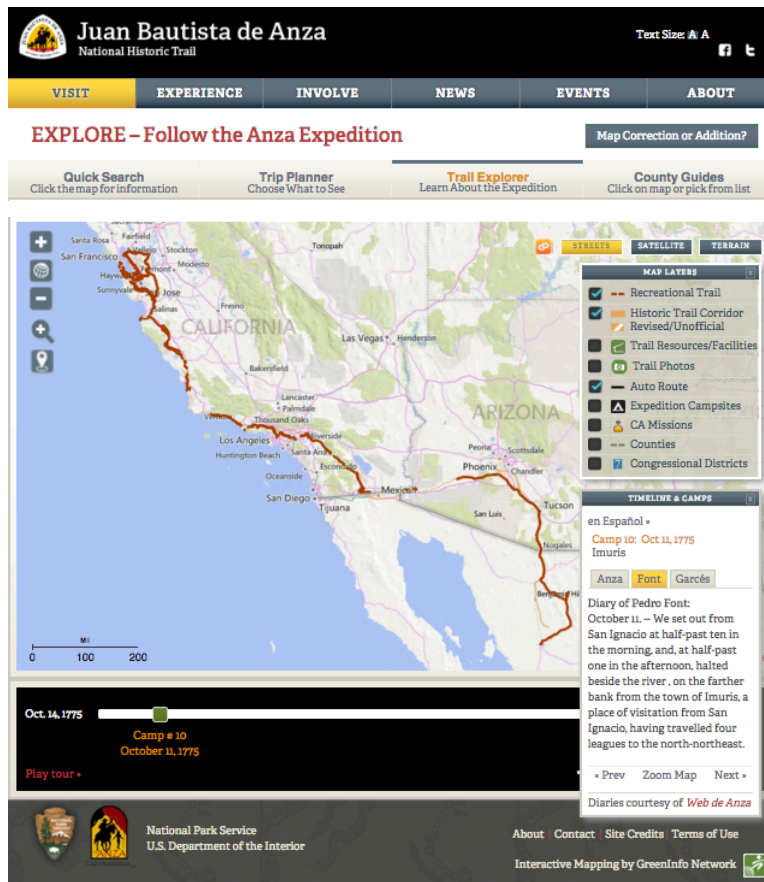 Juan Bautista de Anza
National Historic Trail
Text Size: A A
VISIT
EXPERIENCE
INVOLVE
NEWS
EVENTS
ABOUT
EXPLORE – Follow the Anza Expedition
Map Correction or Addition?
Quick Search
Click the map for information
Trip Planner
Choose What to See
Trail Explorer
Learn About the Expedition
County Guides
Click on map or pick from list
Santa Rosa
Fairfield
Vallejo
Stockton
San Francisco
Modesto
Sunnyvale
Jose
Salinas
Fresno
Tonopah
CALIFORNIA
Las Vegas
Henderson
Bakersfield
Lancaster
Palmdale
Thousand Oaks
Los Angeles
Riverside
Huntington Beach
Santa Ana
Oceanside
Escondido
San Diego
Tijuana
Mexicali
ARIZONA
Peoria
Scottsdale
Phoenix
Chandler
San Luis
Tucson
Nogales
STREETS
SATELLITE
TERRAIN
MAP LAYERS
x
Recreational Trail
Historic Trail Corridor
Revised/Unofficial
Trail Resources/Facilities
Trail Photos
Auto Route
Expedition Campsites
CA Missions
Counties
Congressional Districts
TIMELINE & CAMPS
x
en Español »
Camp 10: Oct 11, 1775
Imuris
Anza
Font
Garcés
Diary of Pedro Font:
October 11. -- We set out from
San Ignacio at half-past ten in
the morning, and, at half-past
one in the afternoon, halted
beside the river , on the farther
bank from the town of Imuris, a
place of visitation from San
Ignacio, having travelled four
leagues to the north-northeast.
« Prev
Zoom Map
Next »
Diaries courtesy of Web de Anza
MI
0 100 200
Oct. 14, 1775
Camp # 10
October 11, 1775
Play tour »
National Park Service
U.S. Department of the Interior
About | Contact | Site Credits | Terms of Use
Interactive Mapping by GreenInfo Network